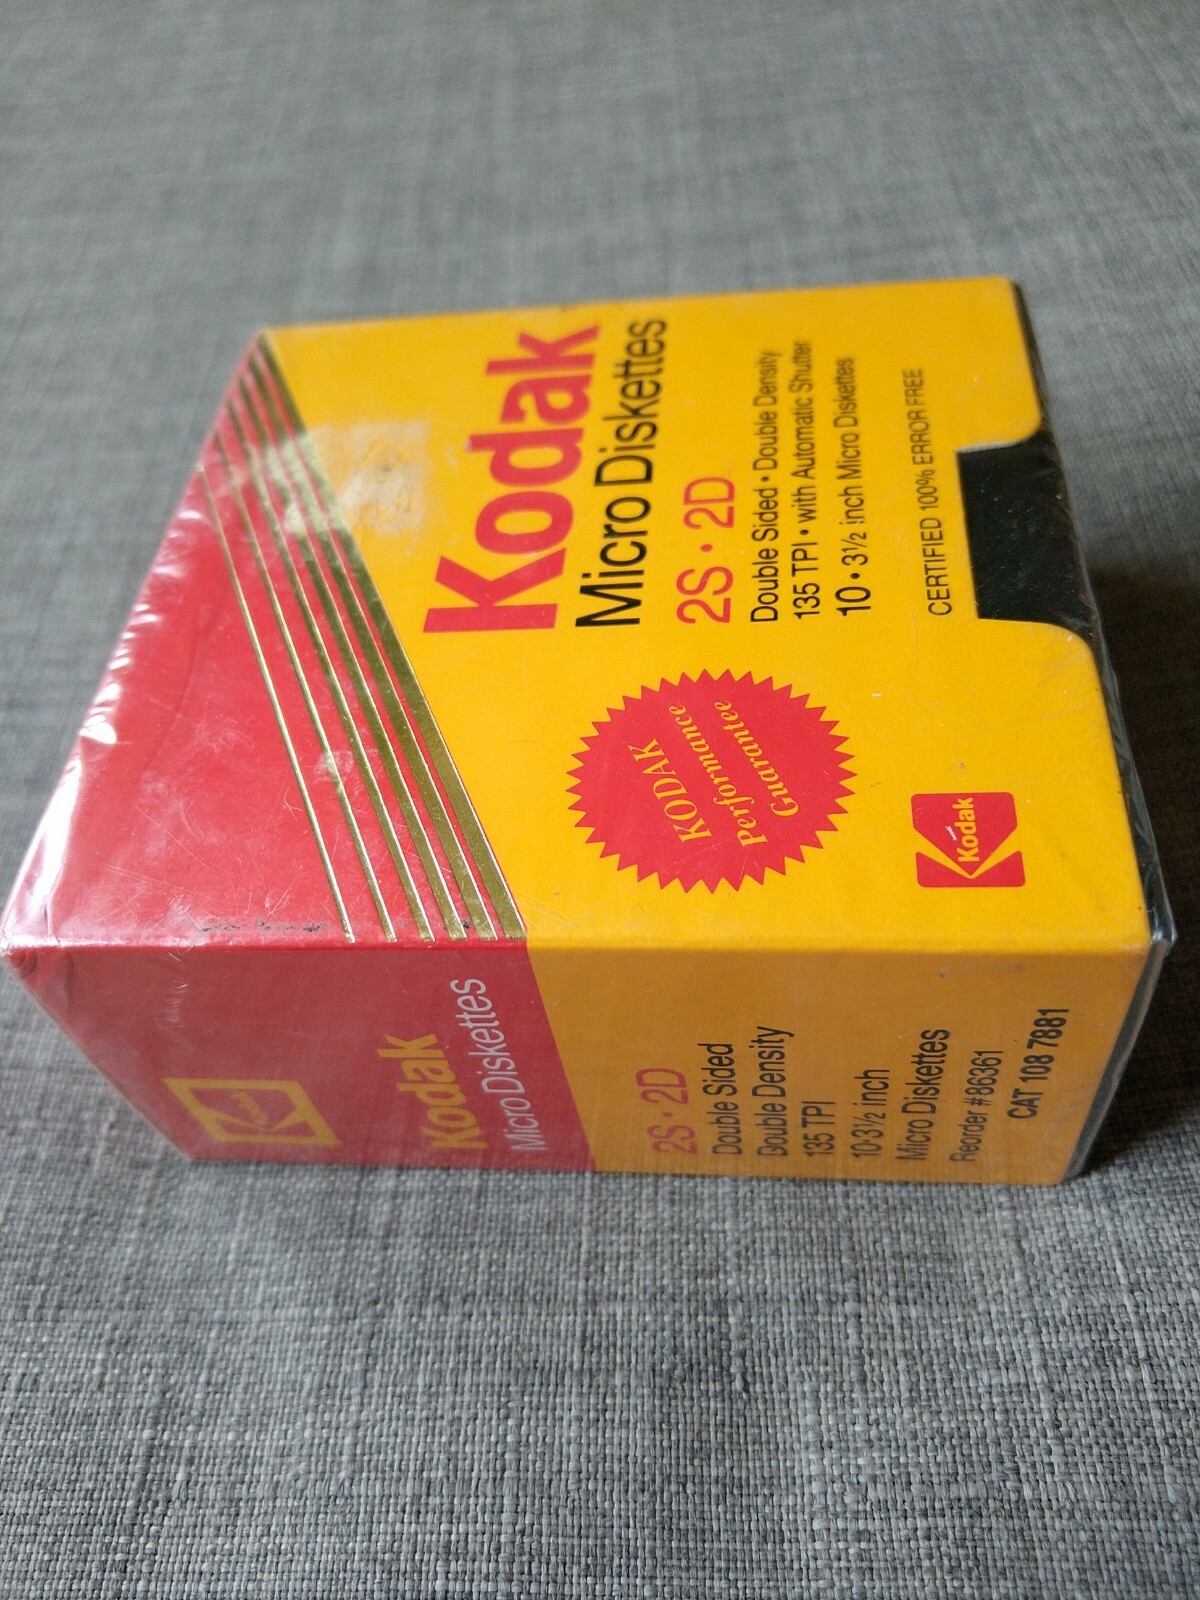 Kodak
Micro Diskettes
2S · 2D
Double Sided · Double Density
135 TPI · with Automatic Shutter
10 · 3½ inch Micro Diskettes
CERTIFIED 100% ERROR FREE
KODAK
Performance
Guarantee
Kodak
Kodak
Kodak
Micro Diskettes
2S · 2D
Double Sided
Double Density
135 TPI
10·3½ inch
Micro Diskettes
Reorder #86361
CAT 108 7881